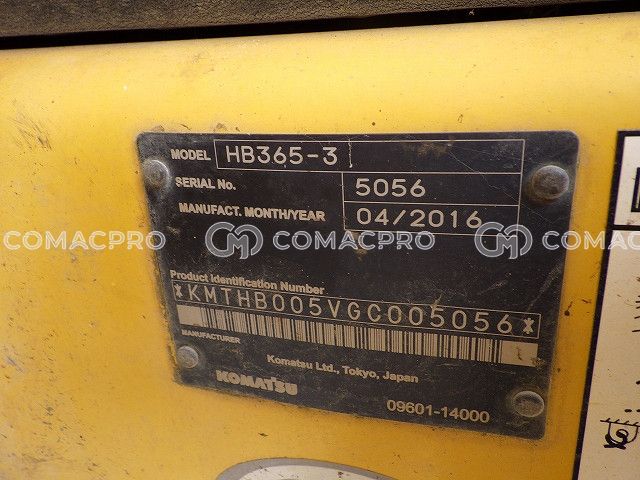 MODEL HB365-3
SERIAL No. 5056
MANUFACT. MONTH/YEAR 04/2016
COMACPRO COMACPRO COMACPRO
Product Identification Number
*KMTHB005VGC005056*
MANUFACTURER
Komatsu Ltd., Tokyo, Japan
KOMATSU
09601-14000